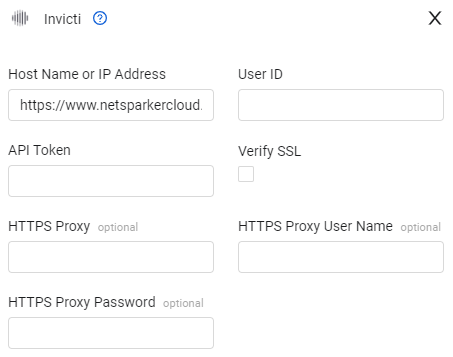 Invicti ?
X
Host Name or IP Address
User ID
https://www.netsparkercloud.
API Token
Verify SSL
HTTPS Proxy optional
HTTPS Proxy User Name optional
HTTPS Proxy Password optional